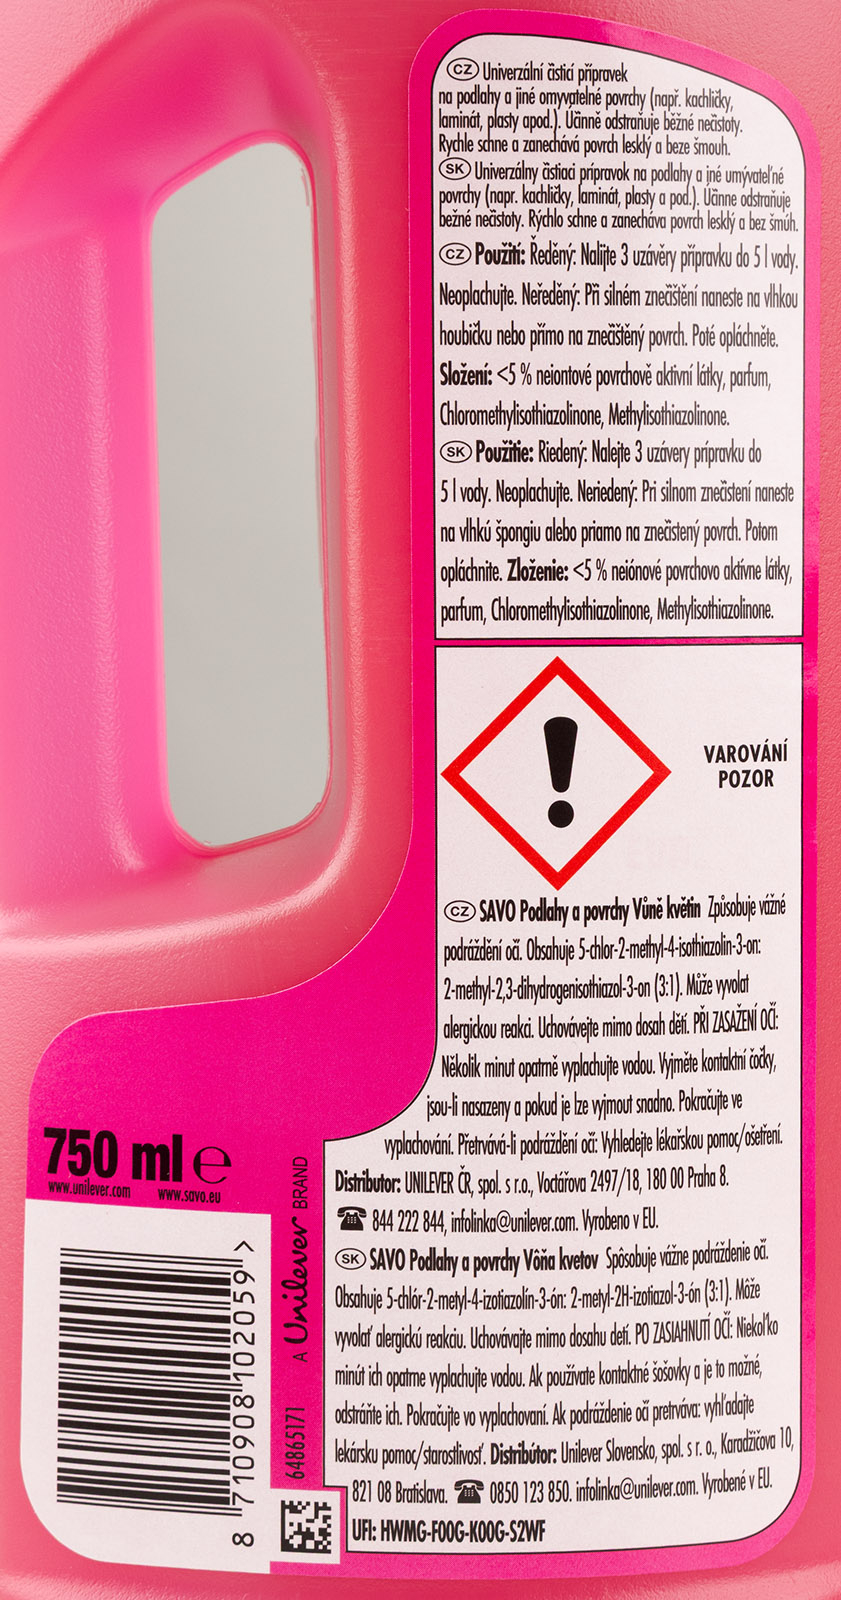 CZ Univerzální čisticí přípravek
na podlahy a jiné omyvatelné povrchy (např. kachličky,
laminát, plasty apod.). Účinně odstraňuje běžné nečistoty.
Rychle schne a zanechává povrch lesklý a beze šmouh.
SK Univerzálny čistiaci prípravok na podlahy a iné umývateľné
povrchy (napr. kachličky, laminát, plasty a pod.). Účinne odstraňuje
bežné nečistoty. Rýchlo schne a zanecháva povrch lesklý a bez šmúh.
CZ Použití: Ředěný: Nalijte 3 uzávěry přípravku do 5 l vody.
Neoplachujte. Neředěný: Při silném znečištění naneste na vlhkou
houbičku nebo přímo na znečištěný povrch. Poté opláchněte.
Složení: <5 % neiontové povrchově aktivní látky, parfum,
Chloromethylisothiazolinone, Methylisothiazolinone.
SK Použitie: Riedený: Nalejte 3 uzávery prípravku do
5 l vody. Neoplachujte. Neriedený: Pri silnom znečistení naneste
na vlhkú špongiu alebo priamo na znečistený povrch. Potom
opláchnite. Zloženie: <5 % neiónové povrchovo aktívne látky,
parfum, Chloromethylisothiazolinone, Methylisothiazolinone.
VAROVÁNÍ
POZOR
CZ SAVO Podlahy a povrchy Vůně květin Způsobuje vážné
podráždění očí. Obsahuje 5-chlor-2-methyl-4-isothiazolin-3-on:
2-methyl-2,3-dihydrogenisothiazol-3-on (3:1). Může vyvolat
alergickou reakci. Uchovávejte mimo dosah dětí. PŘI ZASAŽENÍ OČÍ:
Několik minut opatrně vyplachujte vodou. Vyjměte kontaktní čočky,
jsou-li nasazeny a pokud je lze vyjmout snadno. Pokračujte ve
vyplachování. Přetrvává-li podráždění očí: Vyhledejte lékařskou pomoc/ošetření.
Distributor: UNILEVER ČR, spol. s r.o., Voctářova 2497/18, 180 00 Praha 8.
844 222 844, infolinka@unilever.com. Vyrobeno v EU.
SK SAVO Podlahy a povrchy Vôňa kvetov Spôsobuje vážne podráždenie očí.
Obsahuje 5-chlór-2-metyl-4-izotiazolín-3-ón: 2-metyl-2H-izotiazol-3-ón (3:1). Môže
vyvolať alergickú reakciu. Uchovávajte mimo dosahu detí. PO ZASIAHNUTÍ OČÍ: Niekoľko
minút ich opatrne vyplachujte vodou. Ak používate kontaktné šošovky a je to možné,
odstráňte ich. Pokračujte vo vyplachovaní. Ak podráždenie očí pretrváva: vyhľadajte
lekársku pomoc/starostlivosť. Distribútor: Unilever Slovensko, spol. s r. o., Karadžičova 10,
821 08 Bratislava. 0850 123 850. infolinka@unilever.com. Vyrobené v EU.
UFI: HWMG-F00G-K00G-S2WF
750 ml e
www.unilever.com www.savo.eu
A Unilever BRAND
64865171
8 710908 102059 >